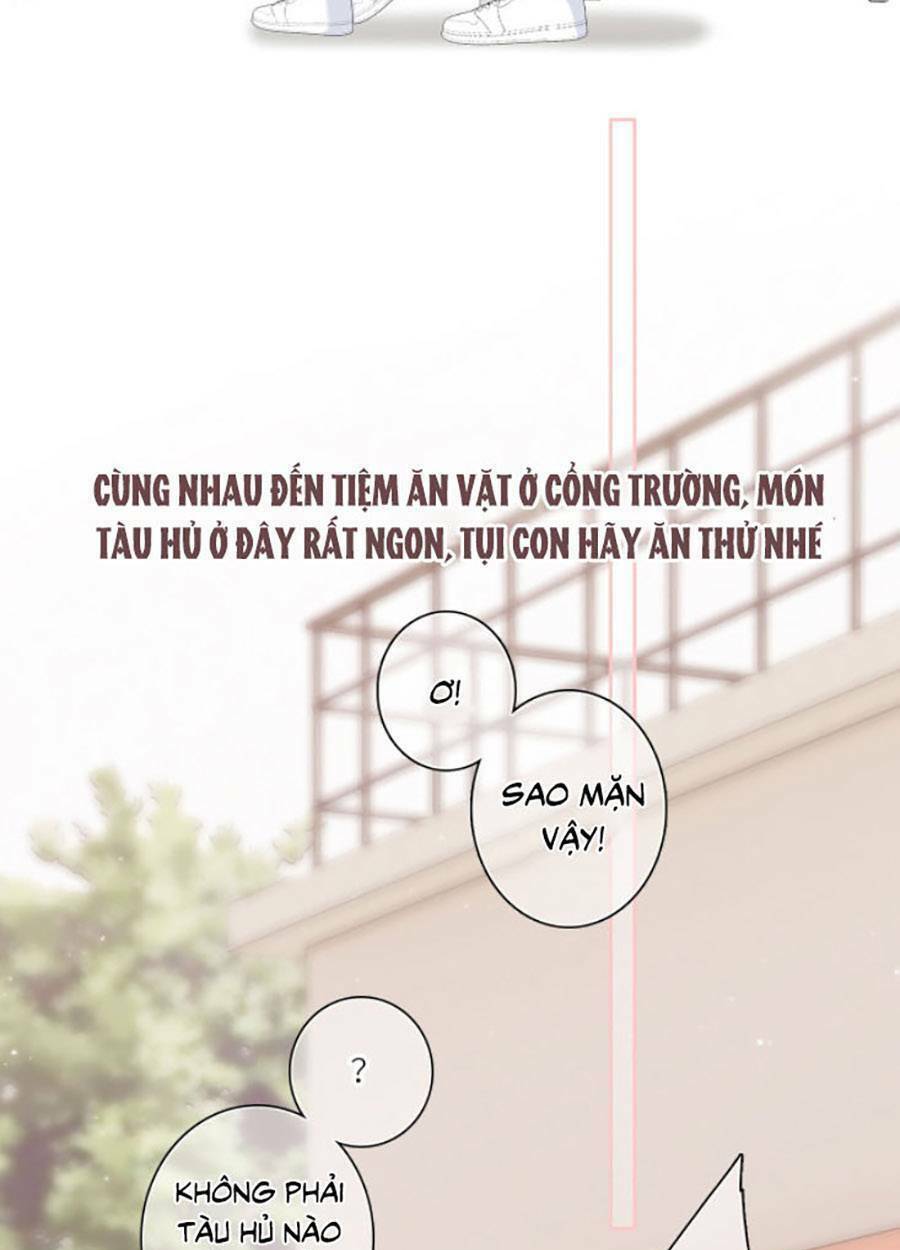 CÙNG NHAU ĐẾN TIỆM ĂN VẶT Ở CỔNG TRƯỜNG, MÓN
TÀU HỦ Ở ĐÂY RẤT NGON, TỤI CON HÃY ĂN THỬ NHÉ
Ơ!
SAO MẶN
VẬY!
?
KHÔNG PHẢI
TÀU HỦ NÀO